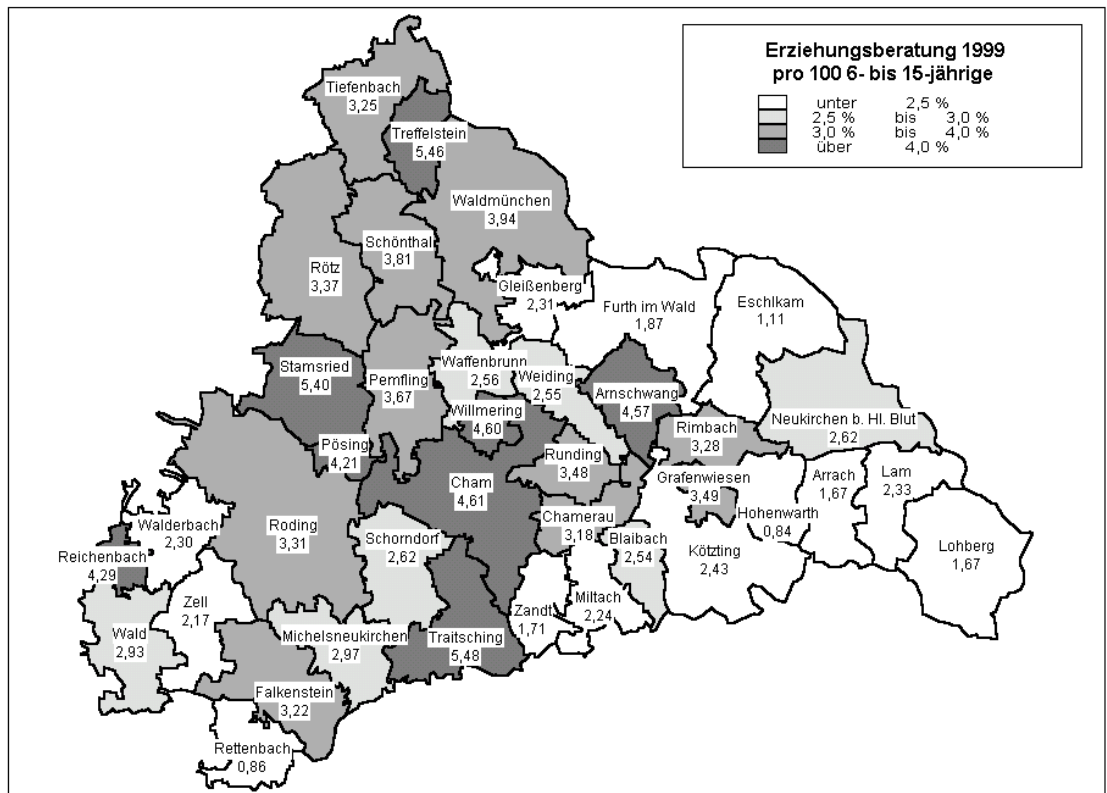 Erziehungsberatung 1999
pro 100 6- bis 15-jährige
unter 2,5 %
2,5 % bis 3,0 %
3,0 % bis 4,0 %
über 4,0 %
Tiefenbach
3,25
Treffelstein
5,46
Waldmünchen
3,94
Schönthal
3,81
Rötz
3,37
Gleißenberg
2,31
Furth im Wald
1,87
Eschlkam
1,11
Stamsried
5,40
Pemfling
3,67
Waffenbrunn
2,56
Weiding
2,55
Arnschwang
4,57
Willmering
4,60
Neukirchen b. Hl. Blut
2,62
Rimbach
3,28
Pösing
4,21
Runding
3,48
Cham
4,61
Grafenwiesen
3,49
Arrach
1,67
Lam
2,33
Hohenwarth
0,84
Walderbach
2,30
Roding
3,31
Chamerau
3,18
Schorndorf
2,62
Blaibach
2,54
Kötzting
2,43
Lohberg
1,67
Reichenbach
4,29
Zell
2,17
Miltach
2,24
Zandt
1,71
Wald
2,93
Michelsneukirchen
2,97
Traitsching
5,48
Falkenstein
3,22
Rettenbach
0,86